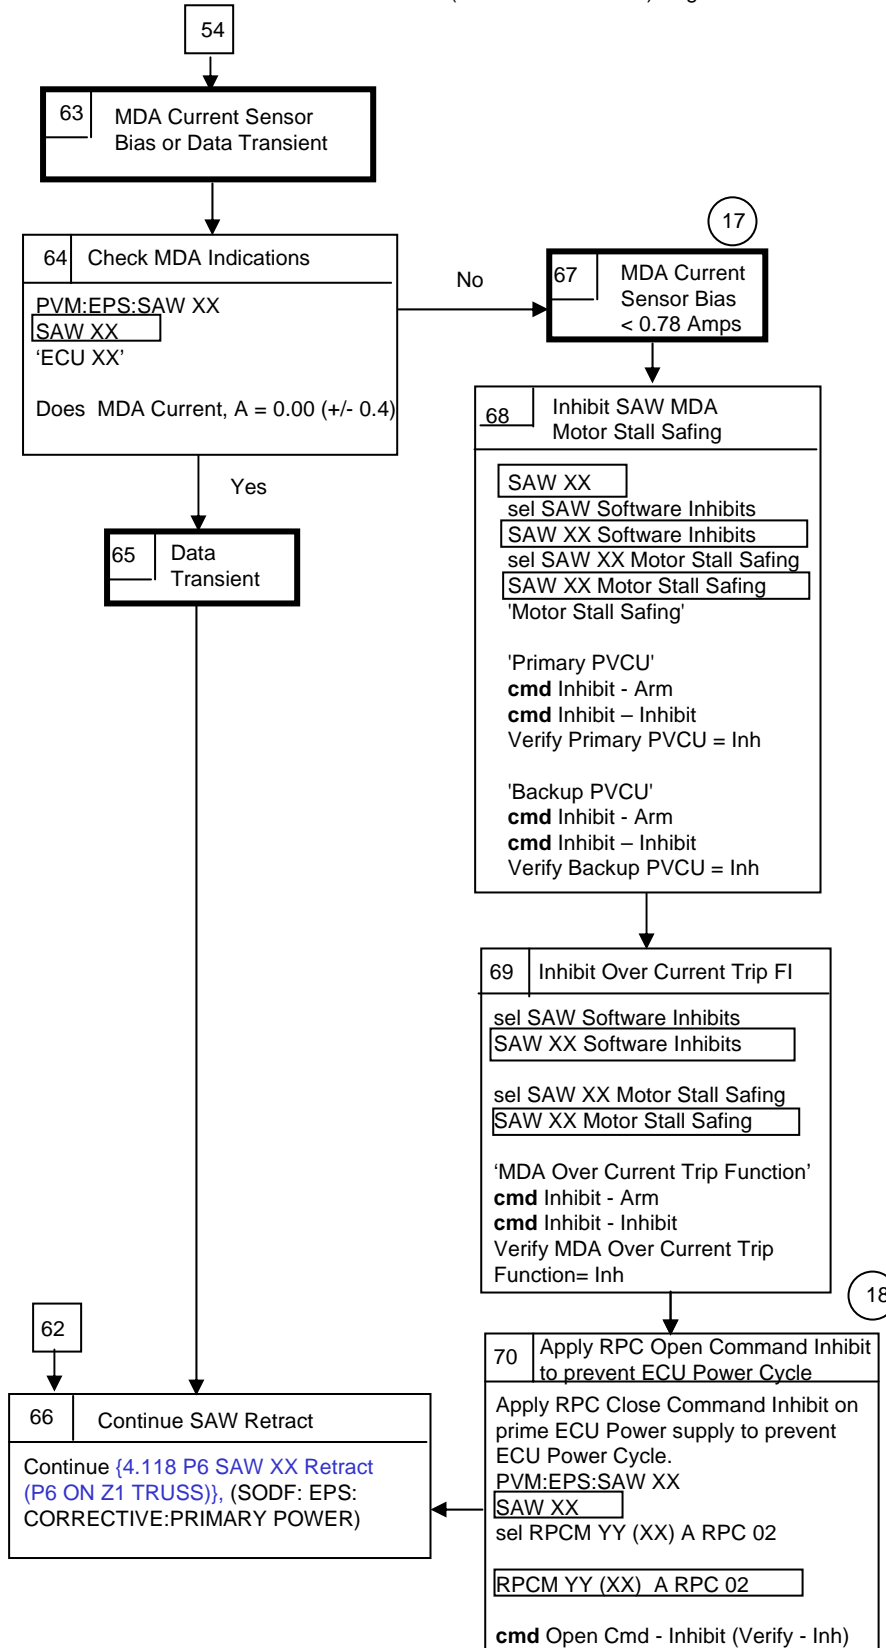 54
63
MDA Current Sensor
Bias or Data Transient
64
Check MDA Indications
PVM:EPS:SAW XX
SAW XX
‘ECU XX’
Does MDA Current, A = 0.00 (+/- 0.4)
No
Yes
17
67
MDA Current
Sensor Bias
< 0.78 Amps
65
Data
Transient
68
Inhibit SAW MDA
Motor Stall Safing
SAW XX
sel SAW Software Inhibits
SAW XX Software Inhibits
sel SAW XX Motor Stall Safing
SAW XX Motor Stall Safing
'Motor Stall Safing'
'Primary PVCU'
cmd Inhibit - Arm
cmd Inhibit – Inhibit
Verify Primary PVCU = Inh
'Backup PVCU'
cmd Inhibit - Arm
cmd Inhibit – Inhibit
Verify Backup PVCU = Inh
69
Inhibit Over Current Trip FI
sel SAW Software Inhibits
SAW XX Software Inhibits
sel SAW XX Motor Stall Safing
SAW XX Motor Stall Safing
‘MDA Over Current Trip Function’
cmd Inhibit - Arm
cmd Inhibit - Inhibit
Verify MDA Over Current Trip
Function= Inh
18
62
66
Continue SAW Retract
Continue {4.118 P6 SAW XX Retract
(P6 ON Z1 TRUSS)}, (SODF: EPS:
CORRECTIVE:PRIMARY POWER)
70
Apply RPC Open Command Inhibit
to prevent ECU Power Cycle
Apply RPC Close Command Inhibit on
prime ECU Power supply to prevent
ECU Power Cycle.
PVM:EPS:SAW XX
SAW XX
sel RPCM YY (XX) A RPC 02
RPCM YY (XX) A RPC 02
cmd Open Cmd - Inhibit (Verify - Inh)